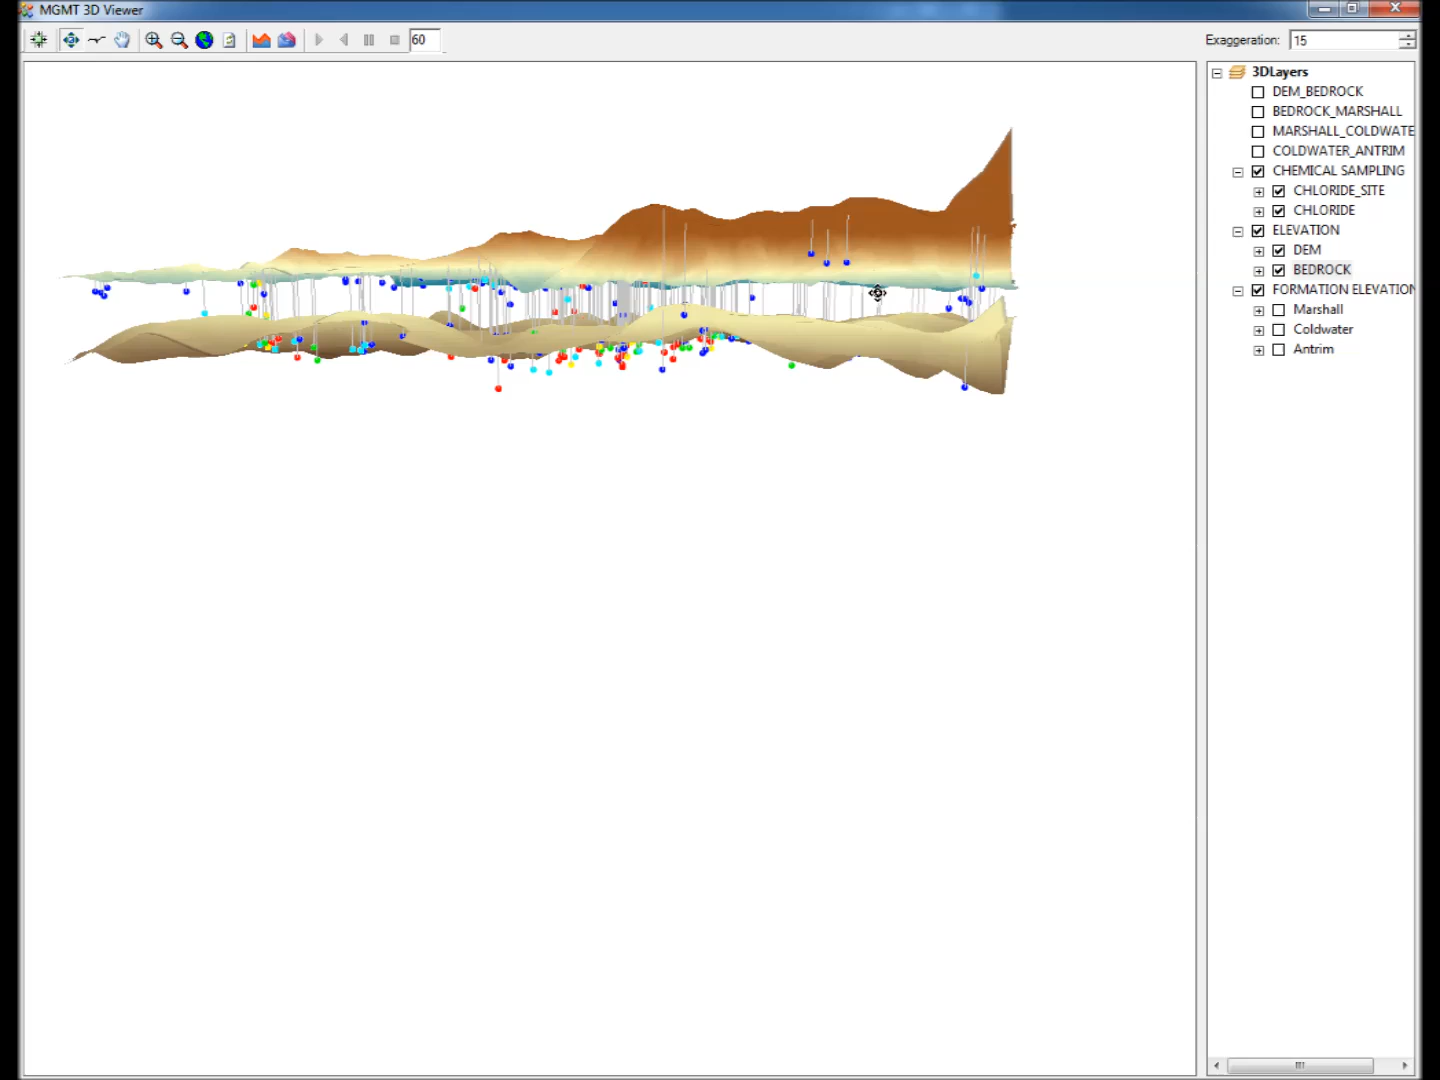 MGMT 3D Viewer
60
Exaggeration: 15
3DLayers
DEM_BEDROCK
BEDROCK_MARSHALL
MARSHALL_COLDWATE
COLDWATER_ANTRIM
CHEMICAL SAMPLING
CHLORIDE_SITE
CHLORIDE
ELEVATION
DEM
BEDROCK
FORMATION ELEVATION
Marshall
Coldwater
Antrim